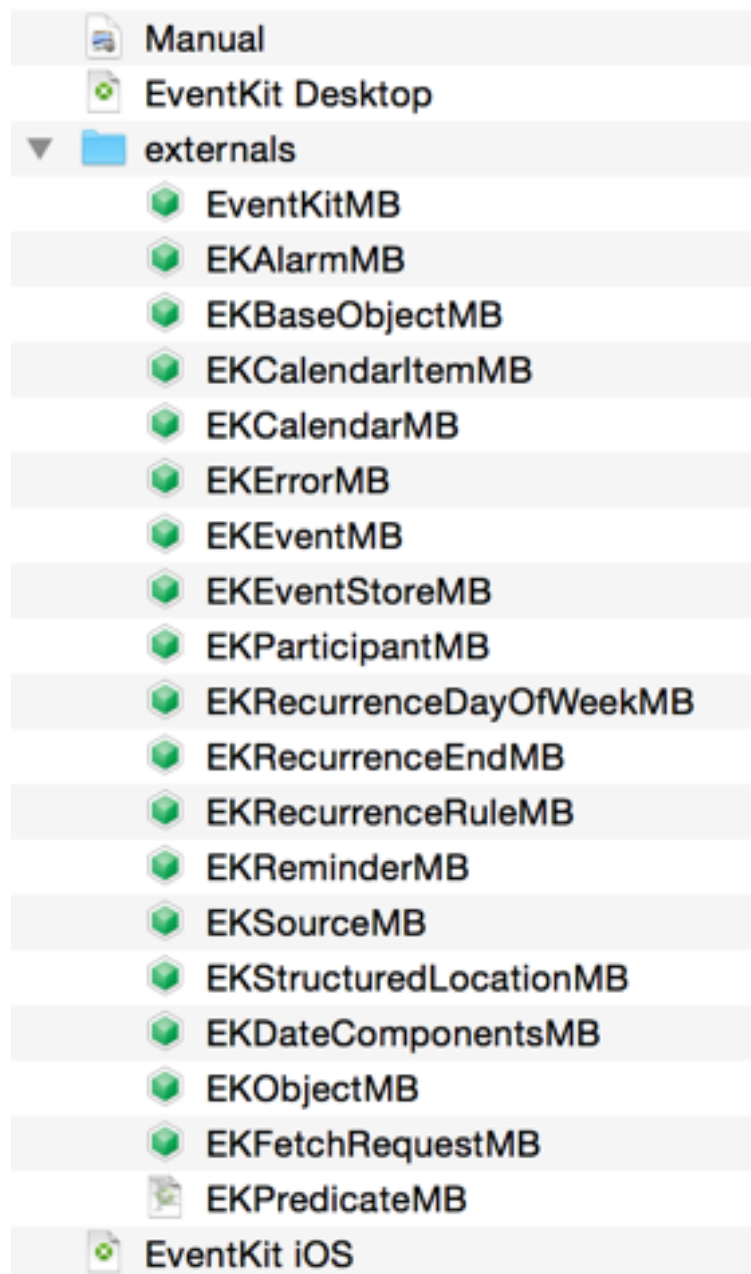 Manual
EventKit Desktop
externals
EventKitMB
EKAlarmMB
EKBaseObjectMB
EKCalendarItemMB
EKCalendarMB
EKErrorMB
EKEventMB
EKEventStoreMB
EKParticipantMB
EKRecurrenceDayOfWeekMB
EKRecurrenceEndMB
EKRecurrenceRuleMB
EKReminderMB
EKSourceMB
EKStructuredLocationMB
EKDateComponentsMB
EKObjectMB
EKFetchRequestMB
EKPredicateMB
EventKit iOS